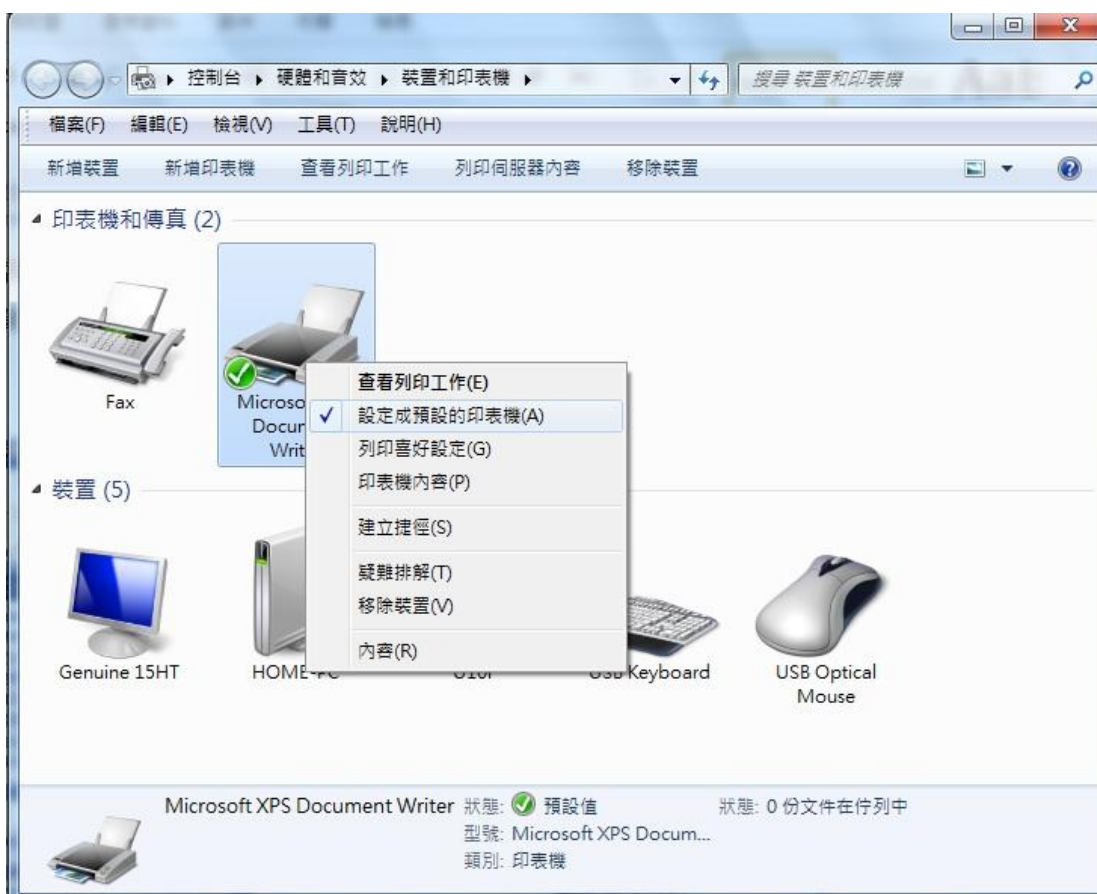 控制台 ▸ 硬體和音效 ▸ 裝置和印表機 ▸
搜尋 裝置和印表機
檔案(F) 編輯(E) 檢視(V) 工具(T) 說明(H)
新增裝置 新增印表機 查看列印工作 列印伺服器內容 移除裝置
印表機和傳真 (2)
Fax
查看列印工作(E)
設定成預設的印表機(A)
列印喜好設定(G)
印表機內容(P)
建立捷徑(S)
疑難排解(T)
移除裝置(V)
內容(R)
裝置 (5)
Genuine 15HT
Keyboard
USB Optical
Mouse
Microsoft XPS Document Writer 狀態: 預設值 狀態: 0 份文件在佇列中
型號: Microsoft XPS Docum...
類別: 印表機